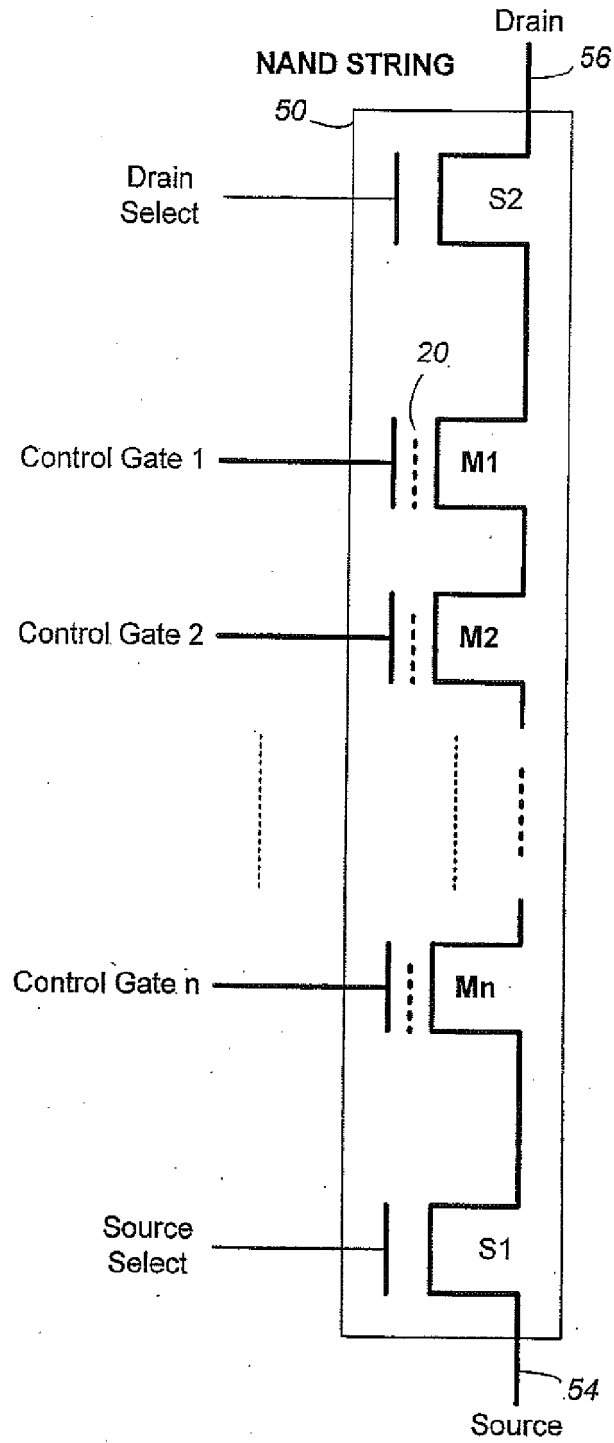 Drain
56
NAND STRING
50
Drain
Select
S2
20
Control Gate 1
M1
Control Gate 2
M2
Control Gate n
Mn
Source
Select
S1
54
Source